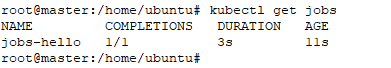 root@master:/home/ubuntu# kubectl get jobs
NAME COMPLETIONS DURATION AGE
jobs-hello 1/1 3s 11s
root@master:/home/ubuntu#